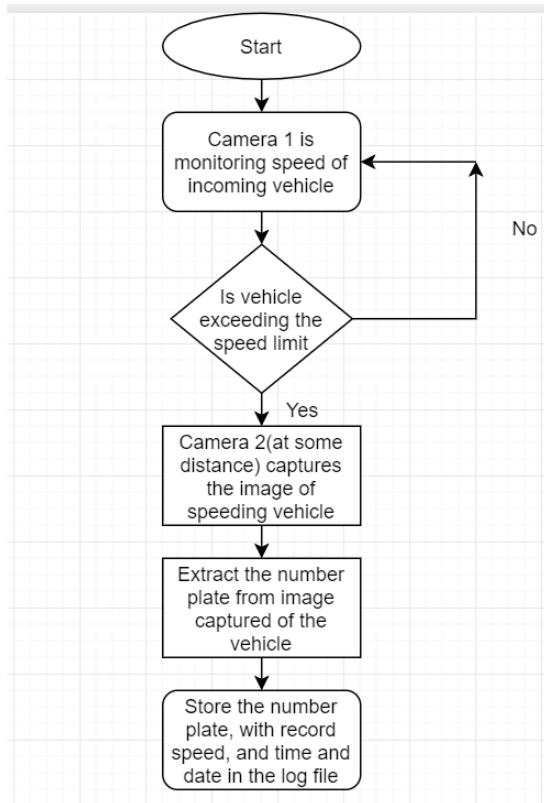 Start
Camera 1 is
monitoring speed of
incoming vehicle
No
Is vehicle
exceeding the
speed limit
Yes
Camera 2(at some
distance) captures
the image of
speeding vehicle
Extract the number
plate from image
captured of the
vehicle
Store the number
plate, with record
speed, and time and
date in the log file